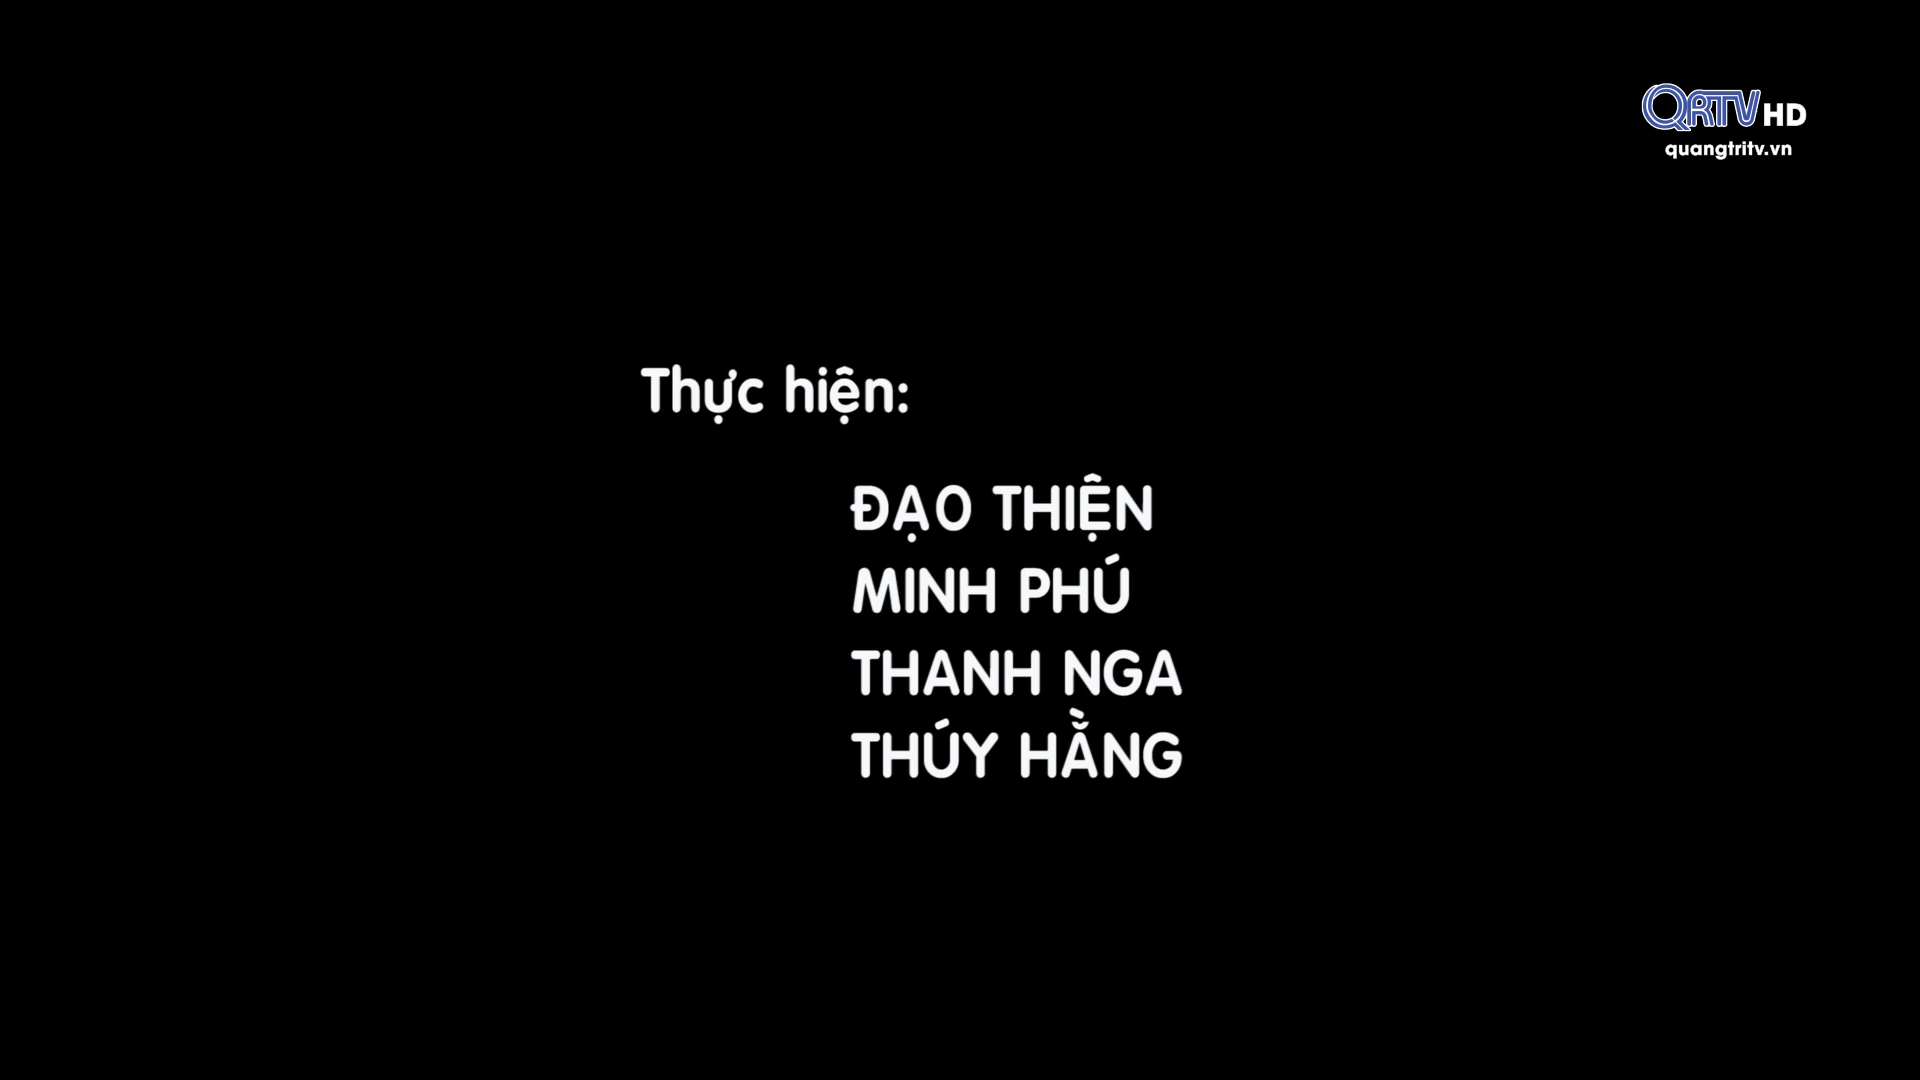 QRTV HD
quangtritv.vn
Thực hiện:
ĐẠO THIỆN
MINH PHÚ
THANH NGA
THÚY HẰNG